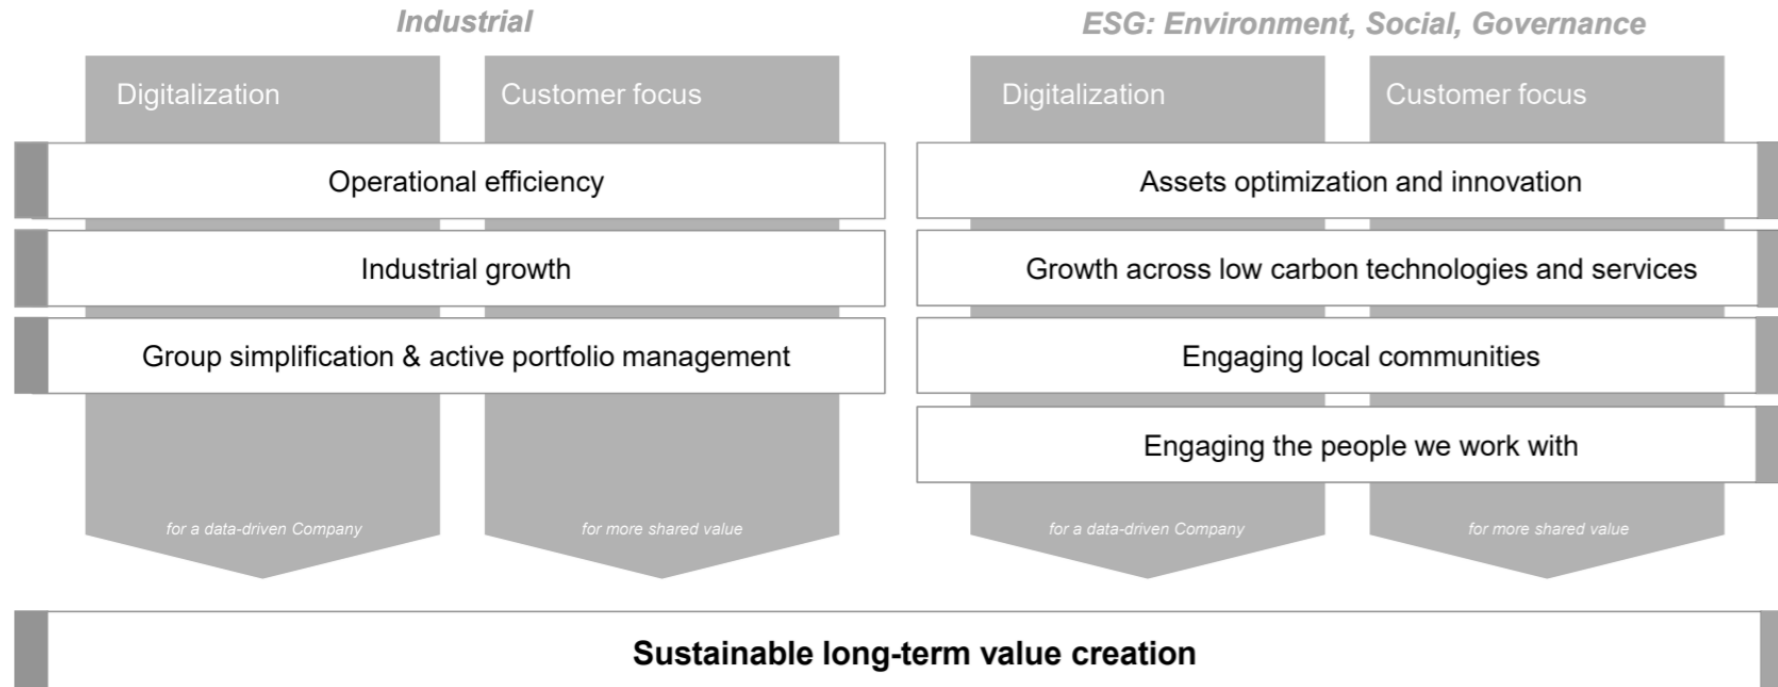 Industrial
Digitalization
Customer focus
Operational efficiency
Industrial growth
Group simplification & active portfolio management
for a data-driven Company
for more shared value
ESG: Environment, Social, Governance
Digitalization
Customer focus
Assets optimization and innovation
Growth across low carbon technologies and services
Engaging local communities
Engaging the people we work with
for a data-driven Company
for more shared value
Sustainable long-term value creation